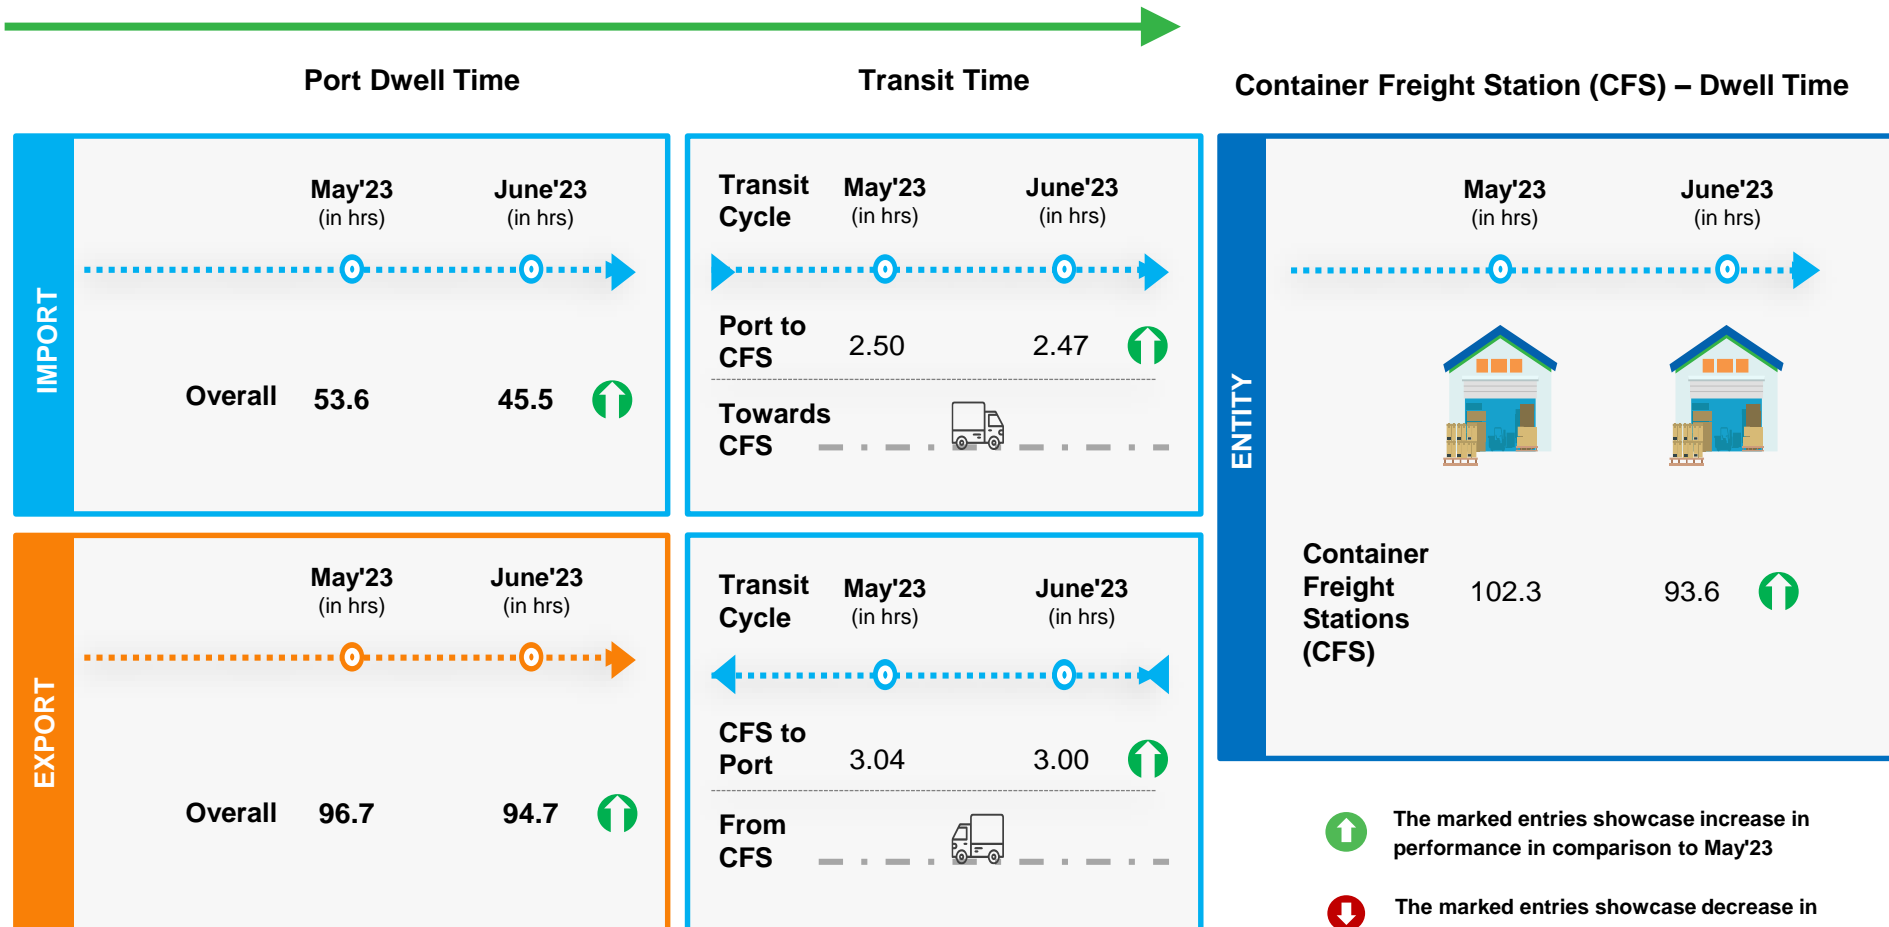 Port Dwell Time
Transit Time
Container Freight Station (CFS) – Dwell Time
IMPORT
May'23
(in hrs)
June'23
(in hrs)
Overall 53.6 45.5
Transit
Cycle
May'23
(in hrs)
June'23
(in hrs)
Port to
CFS
2.50 2.47
Towards
CFS
ENTITY
May'23
(in hrs)
June'23
(in hrs)
Container
Freight
Stations
(CFS)
102.3 93.6
EXPORT
May'23
(in hrs)
June'23
(in hrs)
Overall 96.7 94.7
Transit
Cycle
May'23
(in hrs)
June'23
(in hrs)
CFS to
Port
3.04 3.00
From
CFS
The marked entries showcase increase in
performance in comparison to May'23
The marked entries showcase decrease in